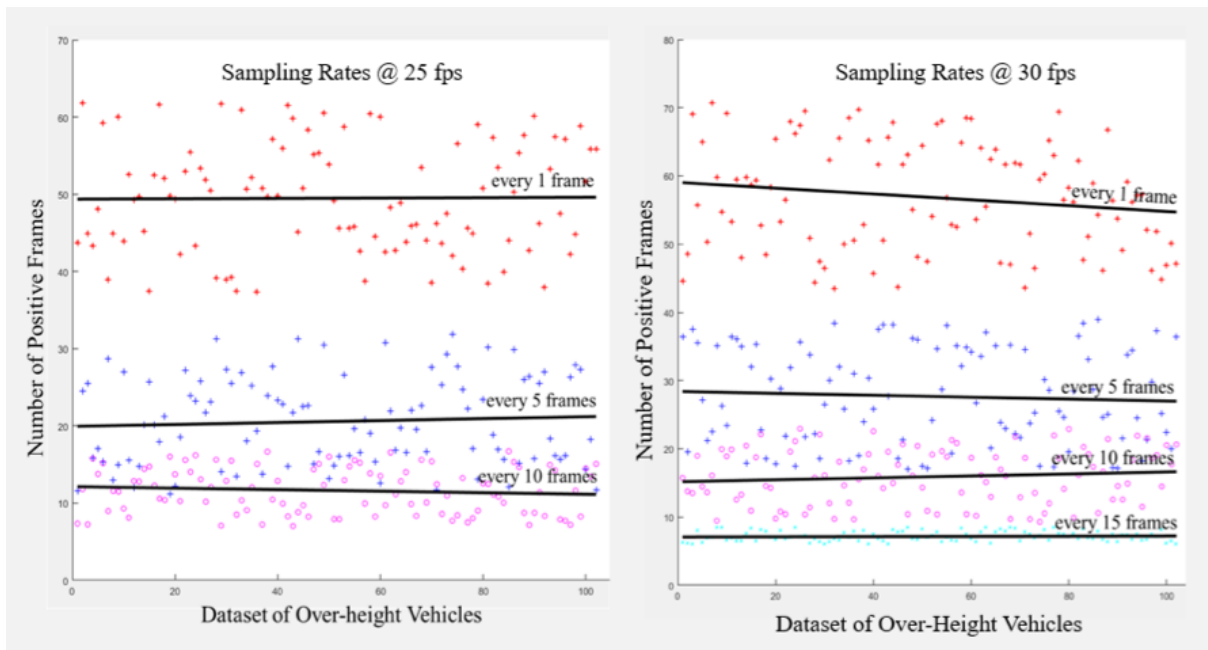 Sampling Rates @ 25 fps
Number of Positive Frames
70
60
50
40
30
20
10
0
every 1 frame
every 5 frames
every 10 frames
0 20 40 60 80 100
Dataset of Over-height Vehicles
Sampling Rates @ 30 fps
Number of Positive Frames
80
70
60
50
40
30
20
10
0
every 1 frame
every 5 frames
every 10 frames
every 15 frames
0 20 40 60 80 100
Dataset of Over-Height Vehicles